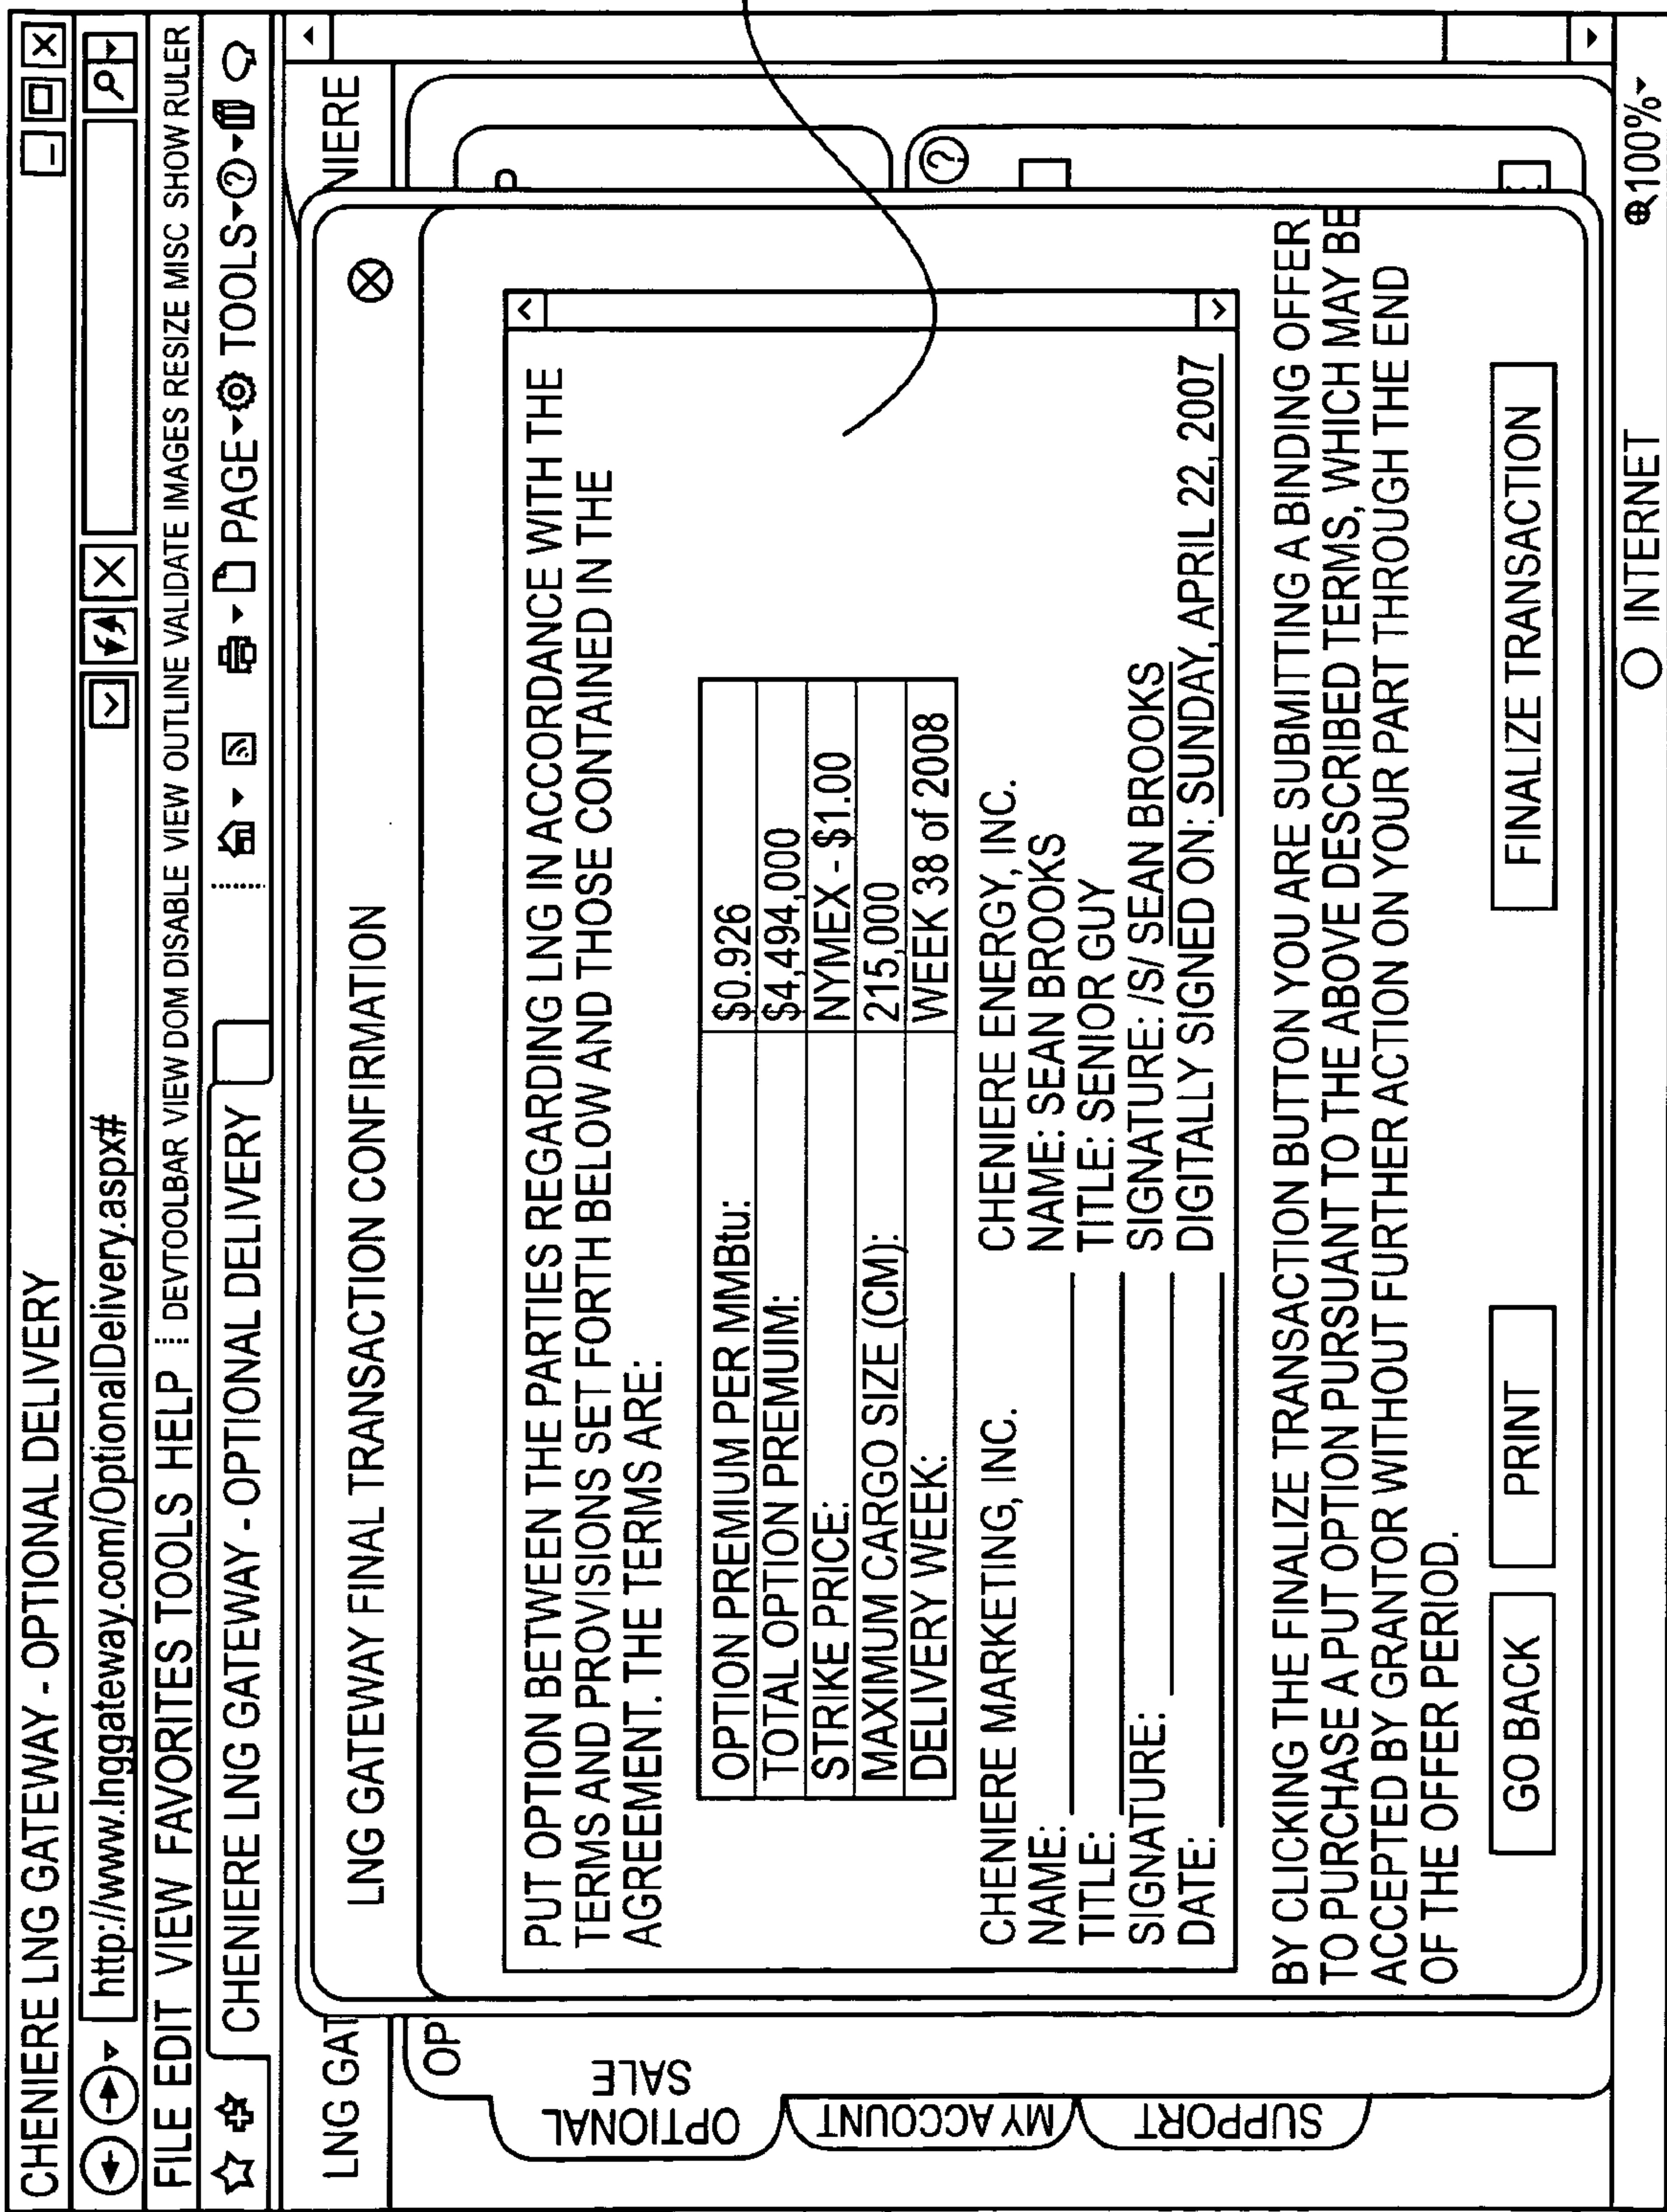 CHENIERE LNG GATEWAY - OPTIONAL DELIVERY
http://www.lnggateway.com/OptionalDelivery.aspx#
FILE EDIT VIEW FAVORITES TOOLS HELP DEVTOOLBAR VIEW DOM DISABLE VIEW OUTLINE VALIDATE IMAGES RESIZE MISC SHOW RULER
CHENIERE LNG GATEWAY - OPTIONAL DELIVERY PAGE TOOLS
LNG GAT NIERE
OP
LNG GATEWAY FINAL TRANSACTION CONFIRMATION
PUT OPTION BETWEEN THE PARTIES REGARDING LNG IN ACCORDANCE WITH THE
TERMS AND PROVISIONS SET FORTH BELOW AND THOSE CONTAINED IN THE
AGREEMENT. THE TERMS ARE:
OPTION PREMIUM PER MMBtu: $0.926
TOTAL OPTION PREMUIM: $4,494,000
STRIKE PRICE: NYMEX - $1.00
MAXIMUM CARGO SIZE (CM): 215,000
DELIVERY WEEK: WEEK 38 of 2008
CHENIERE MARKETING, INC.
NAME:
TITLE:
SIGNATURE:
DATE:
CHENIERE ENERGY, INC.
NAME: SEAN BROOKS
TITLE: SENIOR GUY
SIGNATURE: /S/ SEAN BROOKS
DIGITALLY SIGNED ON: SUNDAY, APRIL 22, 2007
BY CLICKING THE FINALIZE TRANSACTION BUTTON YOU ARE SUBMITTING A BINDING OFFER
TO PURCHASE A PUT OPTION PURSUANT TO THE ABOVE DESCRIBED TERMS, WHICH MAY BE
ACCEPTED BY GRANTOR WITHOUT FURTHER ACTION ON YOUR PART THROUGH THE END
OF THE OFFER PERIOD.
GO BACK PRINT FINALIZE TRANSACTION
OPTIONAL
SALE
MY ACCOUNT
SUPPORT
INTERNET 100%